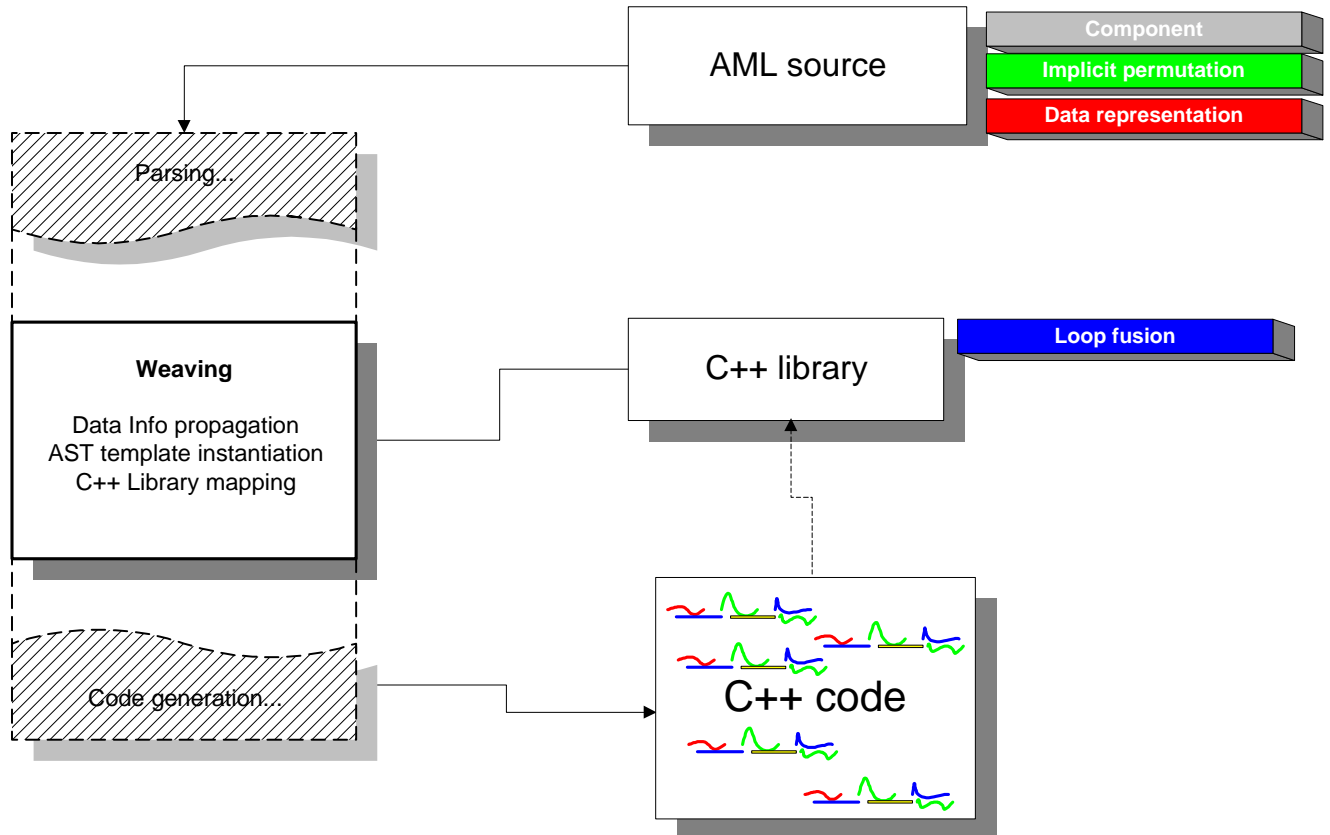 AML source
Component
Implicit permutation
Data representation
Parsing...
Weaving
Data Info propagation
AST template instantiation
C++ Library mapping
C++ library
Loop fusion
Code generation...
C++ code